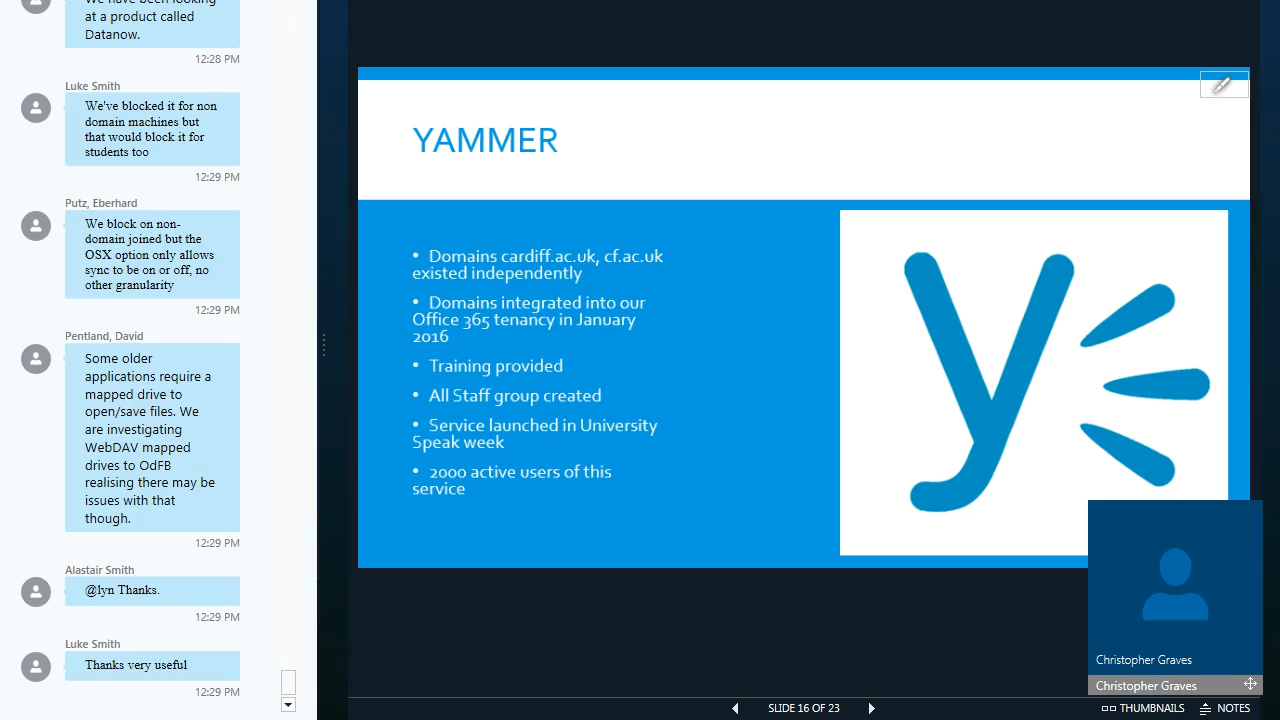 We have been looking
at a product called
Datanow.
12:28 PM
Luke Smith
We've blocked it for non
domain machines but
that would block it for
students too
12:29 PM
Putz, Eberhard
We block on non-
domain joined but the
OSX option only allows
sync to be on or off, no
other granularity
12:29 PM
Pentland, David
Some older
applications require a
mapped drive to
open/save files. We
are investigating
WebDAV mapped
drives to OdFB
realising there may be
issues with that
though.
12:29 PM
Alastair Smith
@lyn Thanks.
12:29 PM
Luke Smith
Thanks very useful
12:29 PM
YAMMER
• Domains cardiff.ac.uk, cf.ac.uk
existed independently
• Domains integrated into our
Office 365 tenancy in January
2016
• Training provided
• All Staff group created
• Service launched in University
Speak week
• 2000 active users of this
service
Christopher Graves
Christopher Graves
SLIDE 16 OF 23
THUMBNAILS
NOTES